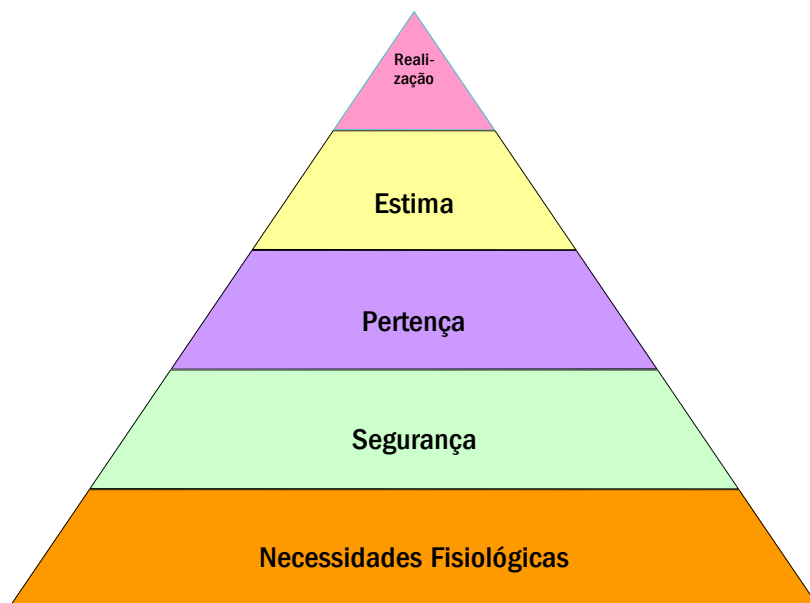 Reali-
zação
Estima
Pertença
Segurança
Necessidades Fisiológicas